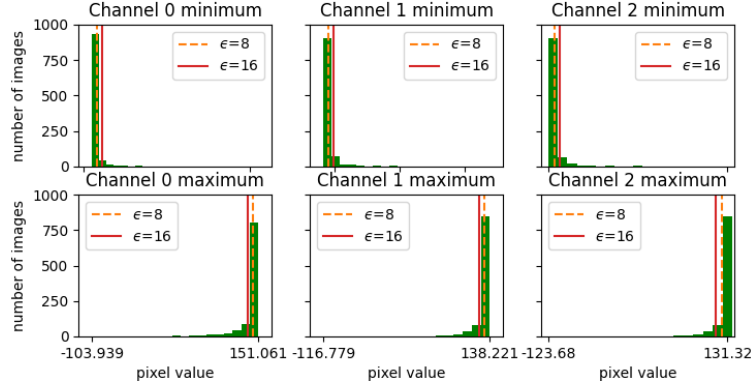 Channel 0 minimum
Channel 1 minimum
Channel 2 minimum
number of images
1000
750
500
250
0
ϵ=8
ϵ=16
ϵ=8
ϵ=16
ϵ=8
ϵ=16
Channel 0 maximum
Channel 1 maximum
Channel 2 maximum
number of images
1000
750
500
250
0
ϵ=8
ϵ=16
ϵ=8
ϵ=16
ϵ=8
ϵ=16
-103.939
151.061
-116.779
138.221
-123.68
131.32
pixel value
pixel value
pixel value